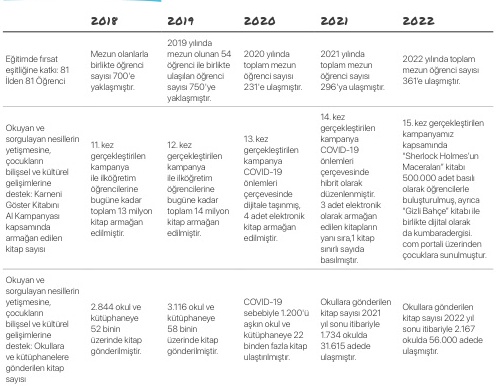 2018 2019 2020 2021 2022
Eğitimde fırsat
eşitliğine katkı: 81
İlden 81 Öğrenci
Mezun olanlarla
birlikte öğrenci
sayısı 700'e
yaklaşmıştır.
2019 yılında
mezun olunan 54
öğrenci ile birlikte
ulaşılan öğrenci
sayısı 750'ye
yaklaşmıştır.
2020 yılında
toplam mezun
öğrenci sayısı
231'e ulaşmıştır.
2021 yılında
toplam mezun
öğrenci sayısı
296'ya ulaşmıştır.
2022 yılında toplam
mezun öğrenci sayısı
361'e ulaşmıştır.
Okuyan ve
sorgulayan nesillerin
yetişmesine,
çocukların
bilişsel ve kültürel
gelişimlerine
destek: Karneni
Göster Kitabını
Al Kampanyası
kapsamında
armağan edilen
kitap sayısı
11. kez
gerçekleştirilen
kampanya
ile ilköğretim
öğrencilerine
bugüne kadar
toplam 13 milyon
kitap armağan
edilmiştir.
12. kez
gerçekleştirilen
kampanya
ile ilköğretim
öğrencilerine
bugüne kadar
toplam 14 milyon
kitap armağan
edilmiştir.
13. kez
gerçekleştirilen
kampanya
COVID-19
önlemleri
çerçevesinde
dijitale taşınmış,
4 adet elektronik
kitap armağan
edilmiştir.
14. kez
gerçekleştirilen
kampanya
COVID-19
önlemleri
çerçevesinde
hibrit olarak
düzenlenmiştir.
3 adet elektronik
olarak armağan
edilen kitapların
yanı sıra,1 kitap
sınırlı sayıda
basılmıştır.
15. kez gerçekleştirilen
kampanyamız
kapsamında
"Sherlock Holmes'un
Maceraları" kitabı
500.000 adet basılı
olarak öğrencilerle
buluşturulmuş, ayrıca
"Gizli Bahçe" kitabı ile
birlikte dijital olarak
da kumbaradergisi.
com portali üzerinden
çocuklara sunulmuştur.
Okuyan ve
sorgulayan nesillerin
yetişmesine,
çocukların
bilişsel ve kültürel
gelişimlerine
destek: Okullara
ve kütüphanelere
gönderilen kitap
sayısı
2.844 okul ve
kütüphaneye
52 binin
üzerinde kitap
gönderilmiştir.
3.116 okul ve
kütüphaneye
58 binin
üzerinde kitap
gönderilmiştir.
COVID-19
sebebiyle 1.200'ü
aşkın okul ve
kütüphaneye 22
binden fazla kitap
ulaştırılmıştır.
Okullara gönderilen
kitap sayısı 2021
yıl sonu itibariyle
1.734 okulda
31.615 adede
ulaşmıştır.
Okullara gönderilen
kitap sayısı 2022 yıl
sonu itibariyle 2.167
okulda 56.000 adede
ulaşmıştır.